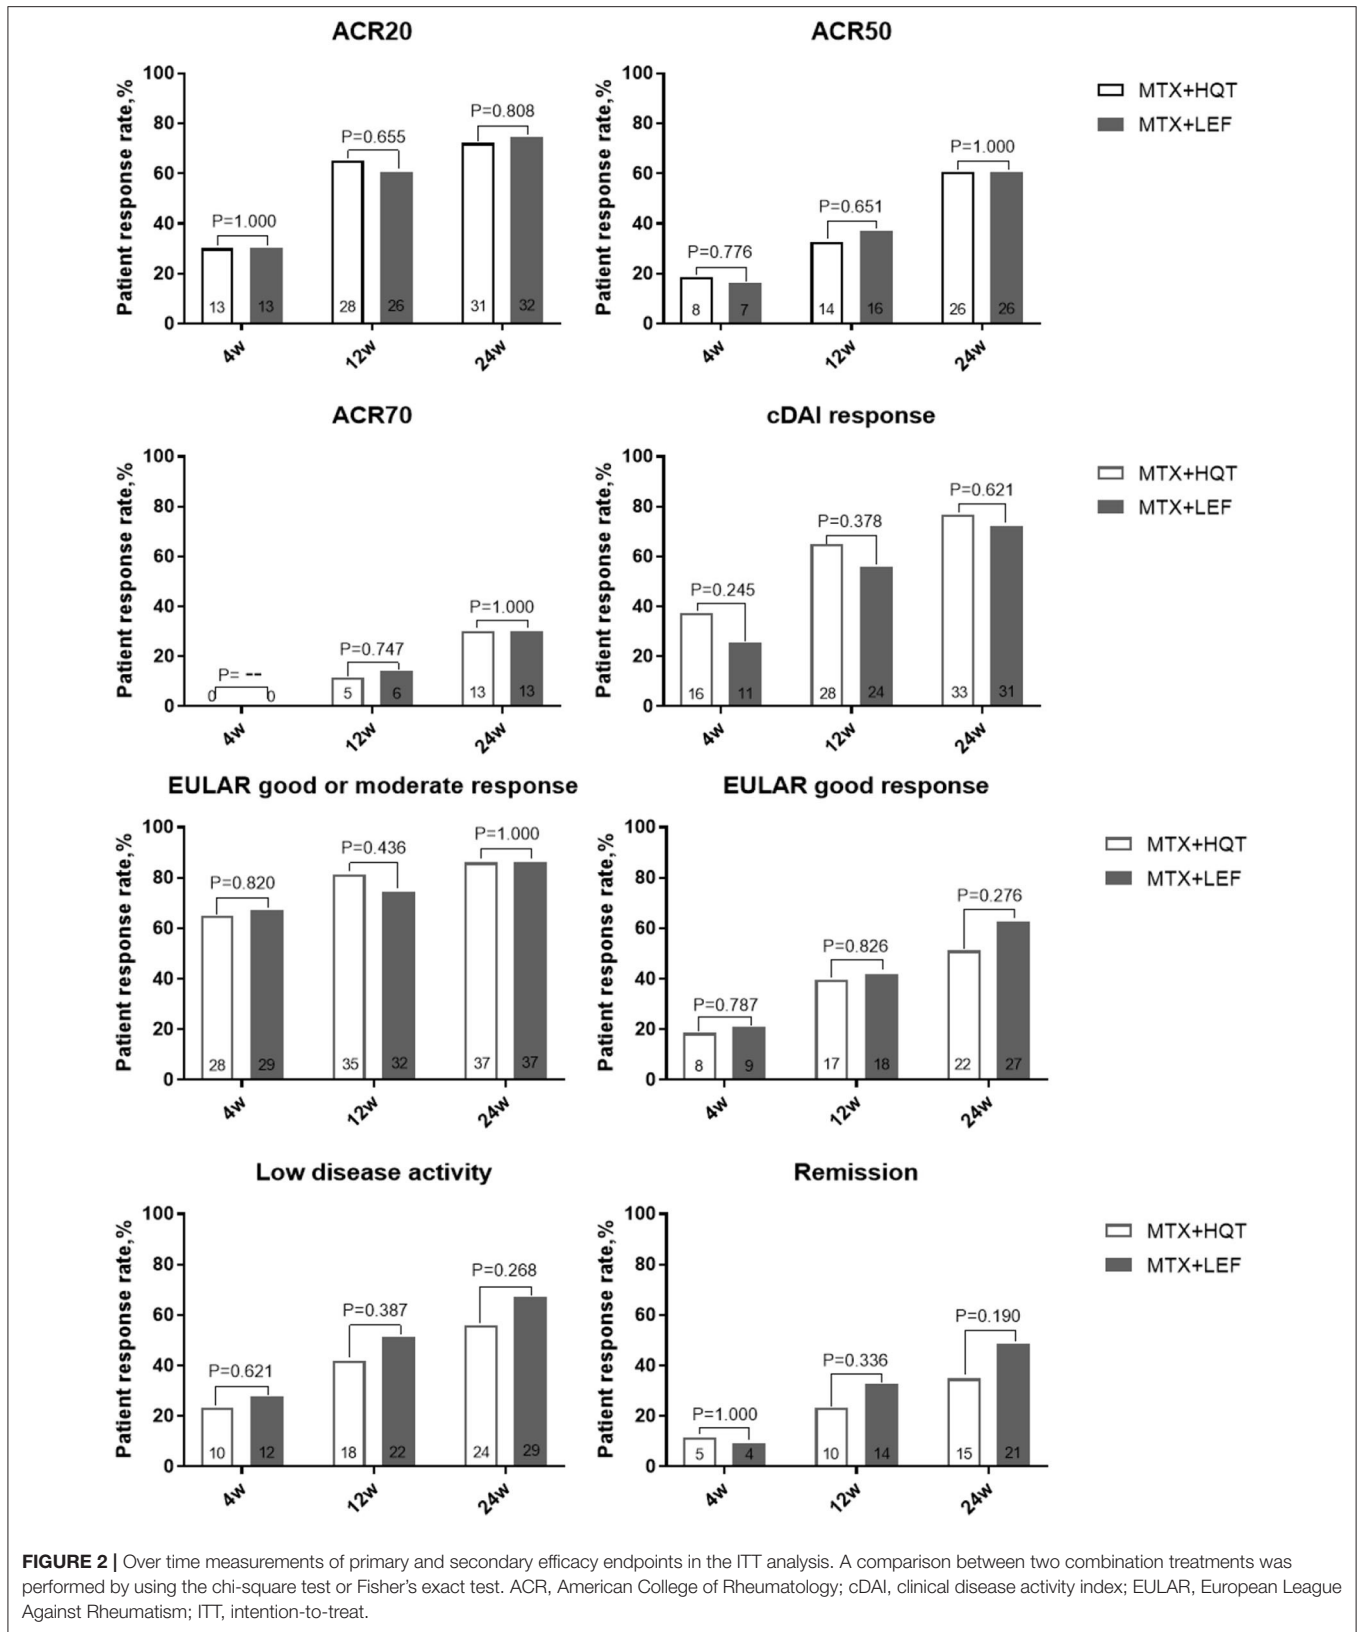 ACR20
ACR50
Patient response rate,%
100
80
60
40
20
0
P=1.000
P=0.655
P=0.808
13
13
28
26
31
32
4w
12w
24w
Patient response rate,%
100
80
60
40
20
0
P=0.776
P=0.651
P=1.000
8
7
14
16
26
26
4w
12w
24w
MTX+HQT
MTX+LEF
ACR70
cDAI response
Patient response rate,%
100
80
60
40
20
0
P= --
P=0.747
P=1.000
0
0
5
6
13
13
4w
12w
24w
Patient response rate,%
100
80
60
40
20
0
P=0.245
P=0.378
P=0.621
16
11
28
24
33
31
4w
12w
24w
MTX+HQT
MTX+LEF
EULAR good or moderate response
EULAR good response
Patient response rate,%
100
80
60
40
20
0
P=0.820
P=0.436
P=1.000
28
29
35
32
37
37
4w
12w
24w
Patient response rate,%
100
80
60
40
20
0
P=0.787
P=0.826
P=0.276
8
9
17
18
22
27
4w
12w
24w
MTX+HQT
MTX+LEF
Low disease activity
Remission
Patient response rate,%
100
80
60
40
20
0
P=0.621
P=0.387
P=0.268
10
12
18
22
24
29
4w
12w
24w
Patient response rate,%
100
80
60
40
20
0
P=1.000
P=0.336
P=0.190
5
4
10
14
15
21
4w
12w
24w
MTX+HQT
MTX+LEF
FIGURE 2 | Over time measurements of primary and secondary efficacy endpoints in the ITT analysis. A comparison between two combination treatments was
performed by using the chi-square test or Fisher's exact test. ACR, American College of Rheumatology; cDAI, clinical disease activity index; EULAR, European League
Against Rheumatism; ITT, intention-to-treat.